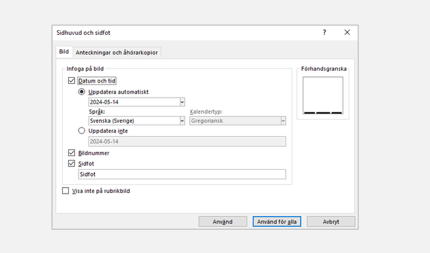 Sidhuvud och sidfot
Bild Anteckningar och åhörarkopior
Infoga på bild
Förhandsgranska
Datum och tid
Uppdatera automatiskt
2024-05-14
Språk: Kalendertyp:
Svenska (Sverige) Gregoriansk
Uppdatera inte
2024-05-14
Bildnummer
Sidfot
Sidfot
Visa inte på rubrikbild
Använd Använd för alla Avbryt